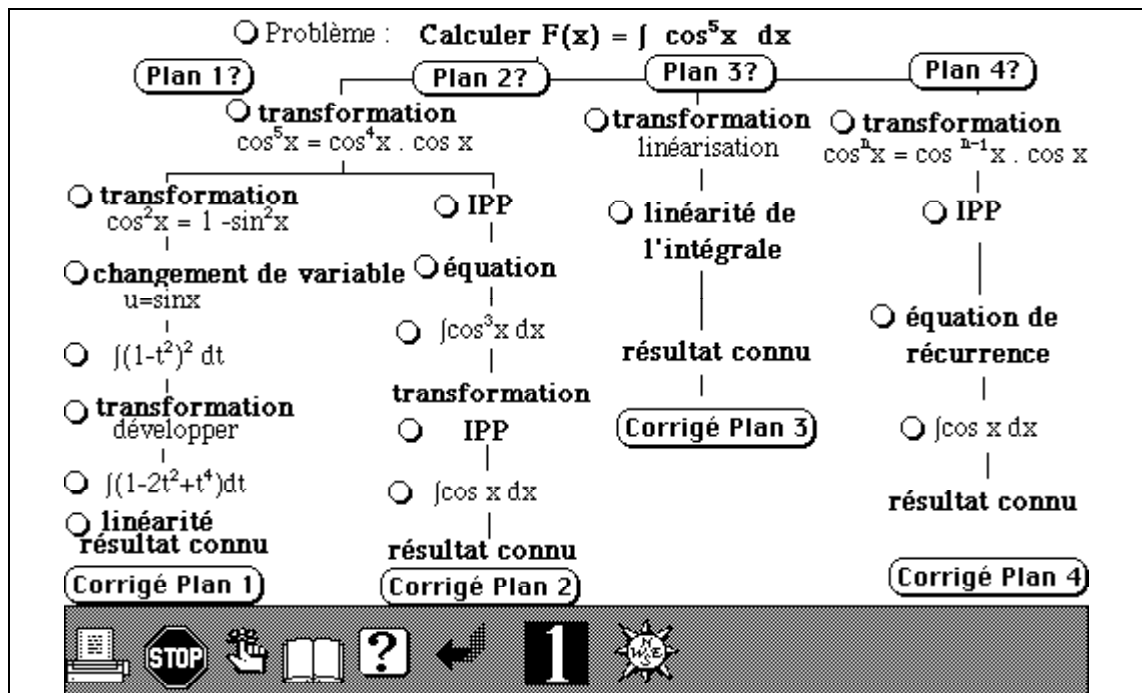 Problème : Calculer F(x) = ∫ cos⁵x dx
Plan 1?
Plan 2?
Plan 3?
Plan 4?
transformation
cos⁵x = cos⁴x . cos x
transformation
cos²x = 1 -sin²x
changement de variable
u=sinx
∫(1-t²)² dt
transformation
développer
∫(1-2t²+t⁴)dt
linéarité
résultat connu
Corrigé Plan 1
IPP
équation
∫cos³x dx
transformation
IPP
∫cos x dx
résultat connu
Corrigé Plan 2
transformation
linéarisation
linéarité de
l'intégrale
résultat connu
Corrigé Plan 3
transformation
cosⁿx = cos ⁿ⁻¹x . cos x
IPP
équation de
récurrence
∫cos x dx
résultat connu
Corrigé Plan 4
STOP
?
1
N
W E
S